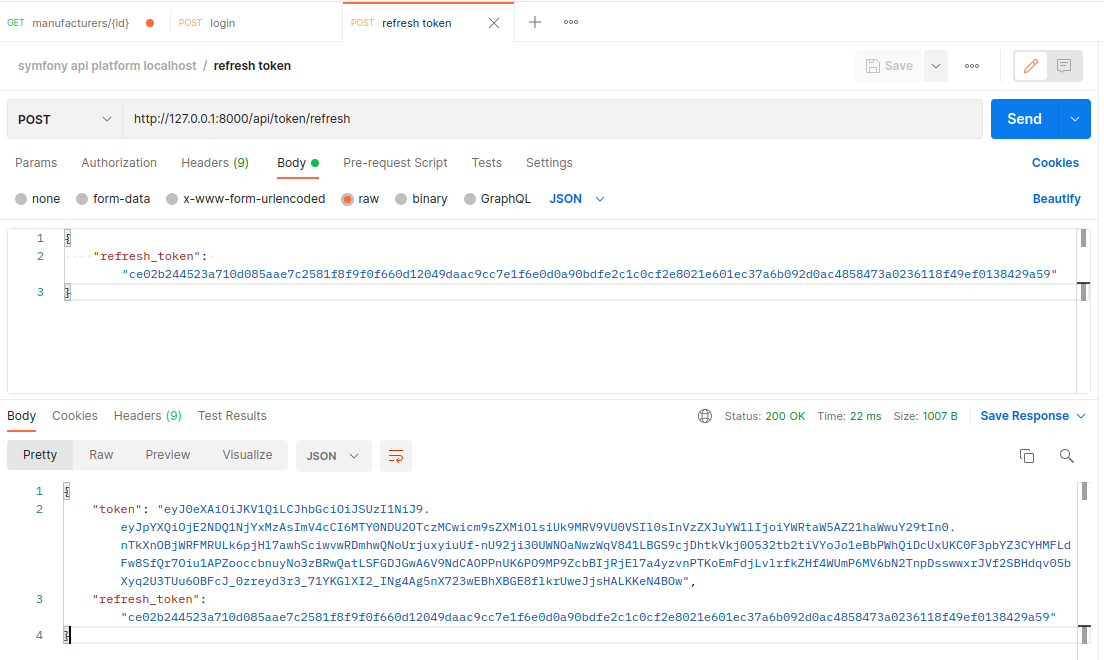 GET manufacturers/{id} POST login POST refresh token
symfony api platform localhost / refresh token Save
POST http://127.0.0.1:8000/api/token/refresh Send
Params Authorization Headers (9) Body Pre-request Script Tests Settings Cookies
none form-data x-www-form-urlencoded raw binary GraphQL JSON Beautify
1 {
2 "refresh_token":
"ce02b244523a710d085aae7c2581f8f9f0f660d12049daac9cc7e1f6e0d0a90bdfe2c1c0cf2e8021e601ec37a6b092d0ac4858473a0236118f49ef0138429a59"
3 }
Body Cookies Headers (9) Test Results Status: 200 OK Time: 22 ms Size: 1007 B Save Response
Pretty Raw Preview Visualize JSON
1 {
2 "token": "eyJ0eXAiOiJKV1QiLCJhbGciOiJSUzI1NiJ9.
eyJpYXQiOjE2NDQ1NjYxMzAsImV4cCI6MTY0NDU2OTczMCwicm9sZXMiOlsiUk9MRV9VU0VSIl0sInVzZXJuYW1lIjoiYWRtaW5AZ21haWwuY29tIn0.
nTkXnOBjWRFMRULk6pjHl7awhSciwvwRDmhwQNoUrjuxyiuUf-nU92ji30UWNOaNwzWqV841LBGS9cjDhtkVkj0O532tb2tiVYoJo1eBbPWhQiDcUxUKC0F3pbYZ3CYHMFLd
Fw8SfQr7Oiu1APZooccbnuyNo3zBRwQatLSFGDJGwA6V9NdCAOPPnUK6PO9MP9ZcbBIjRjEl7a4yzvnPTKoEmFdjLvlrfkZHf4WUmP6MV6bN2TnpDsswwxrJVf2SBHdqv05b
Xyq2U3TUu6OBFcJ_0zreyd3r3_71YKGlXI2_INg4Ag5nX723wEBhXBGE8flkrUweJjsHALKKeN4BOw",
3 "refresh_token":
"ce02b244523a710d085aae7c2581f8f9f0f660d12049daac9cc7e1f6e0d0a90bdfe2c1c0cf2e8021e601ec37a6b092d0ac4858473a0236118f49ef0138429a59"
4 }